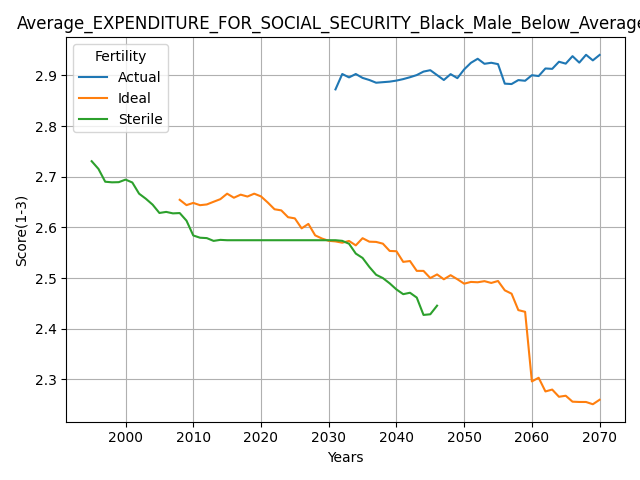 Average_EXPENDITURE_FOR_SOCIAL_SECURITY_Black_Male_Below_Average
Fertility
Actual
Ideal
Sterile
Score(1-3)
2.9
2.8
2.7
2.6
2.5
2.4
2.3
2000 2010 2020 2030 2040 2050 2060 2070
Years